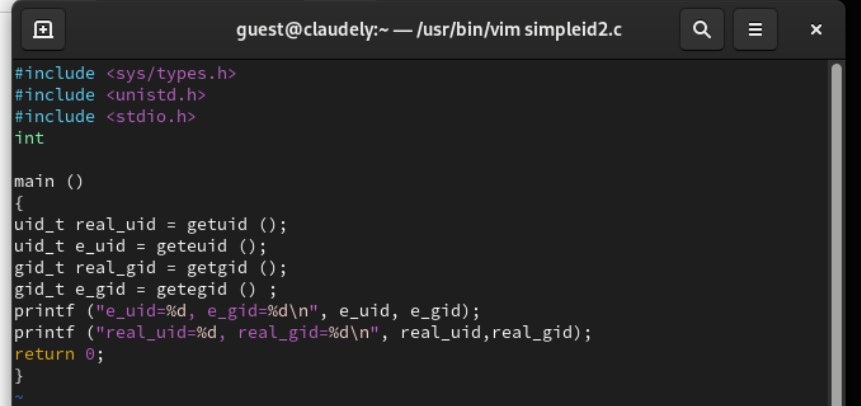 guest@claudely:~ — /usr/bin/vim simpleid2.c
#include <sys/types.h>
#include <unistd.h>
#include <stdio.h>
int
main ()
{
uid_t real_uid = getuid ();
uid_t e_uid = geteuid ();
gid_t real_gid = getgid ();
gid_t e_gid = getegid () ;
printf ("e_uid=%d, e_gid=%d\n", e_uid, e_gid);
printf ("real_uid=%d, real_gid=%d\n", real_uid,real_gid);
return 0;
}
~